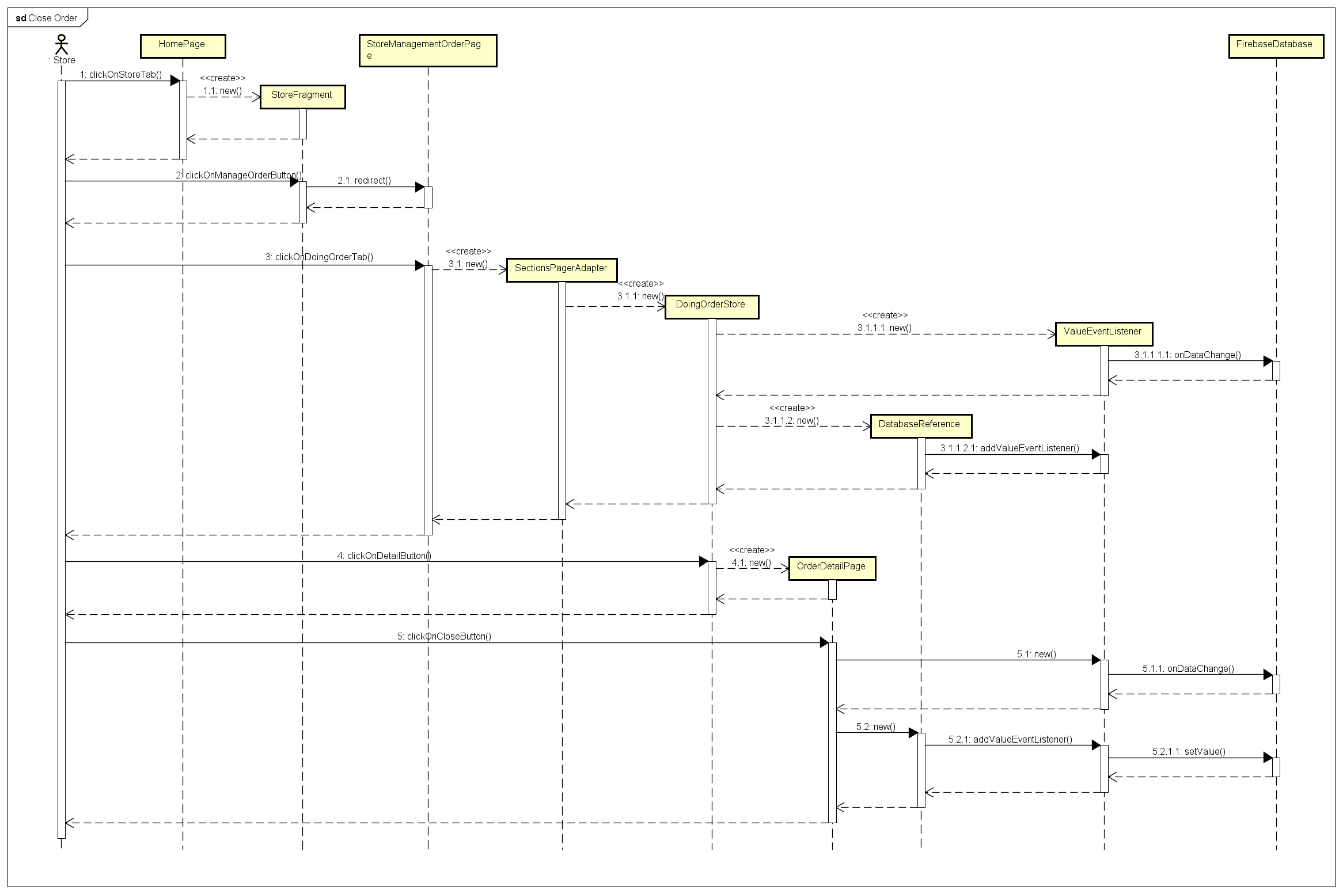 sd Close Order
HomePage
StoreManagementOrderPag
e
FirebaseDatabase
Store
1: clickOnStoreTab()
<<create>>
1.1: new()
StoreFragment
2: clickOnManageOrderButton()
2.1: redirect()
3: clickOnDoingOrderTab()
<<create>>
3.1: new()
SectionsPagerAdapter
<<create>>
3.1.1: new()
DoingOrderStore
<<create>>
3.1.1.1: new()
ValueEventListener
3.1.1.1.1: onDataChange()
<<create>>
3.1.1.2: new()
DatabaseReference
3.1.1.2.1: addValueEventListener()
4: clickOnDetailButton()
<<create>>
4.1: new()
OrderDetailPage
5: clickOnCloseButton()
5.1: new()
5.1.1: onDataChange()
5.2: new()
5.2.1: addValueEventListener()
5.2.1.1: setValue()